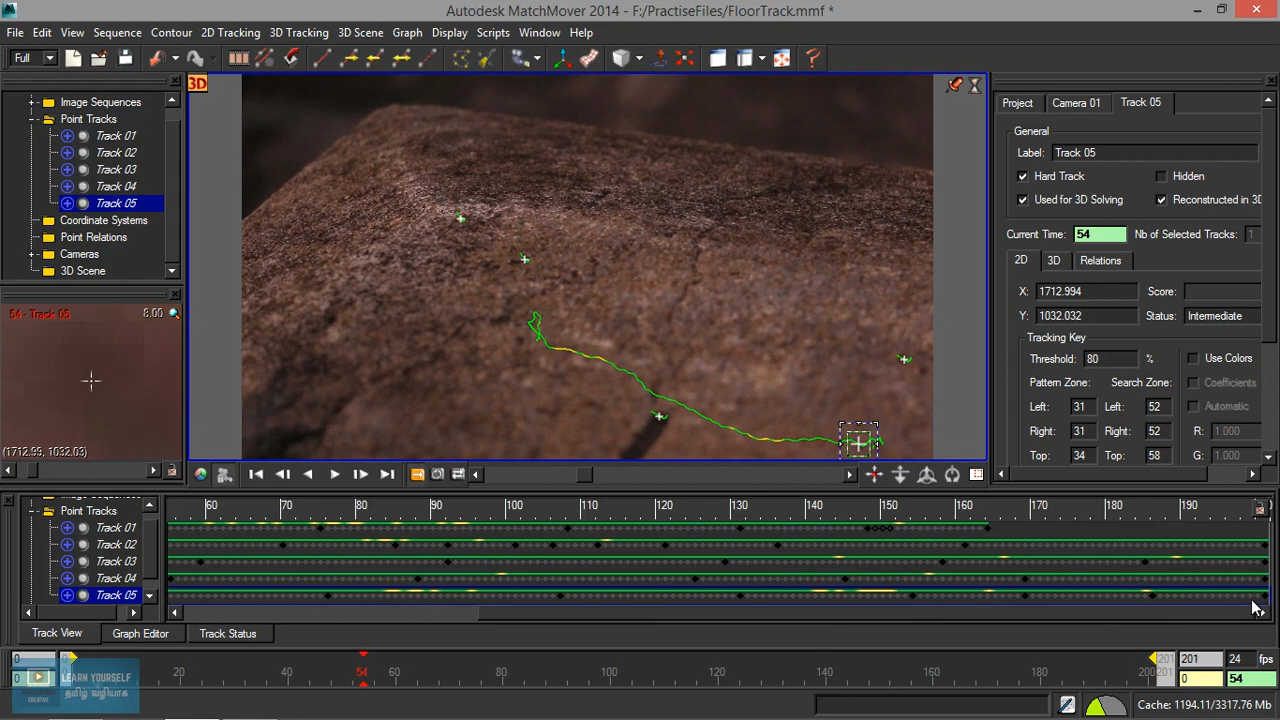 Autodesk MatchMover 2014 - F:/PractiseFiles/FloorTrack.mmf *
File Edit View Sequence Contour 2D Tracking 3D Tracking 3D Scene Graph Display Scripts Window Help
Full
Image Sequences
Point Tracks
Track 01
Track 02
Track 03
Track 04
Track 05
Coordinate Systems
Point Relations
Cameras
3D Scene
54 - Track 05
8.00
(1712.99, 1032.03)
3D
Project Camera 01 Track 05
General
Label: Track 05
Hard Track Hidden
Used for 3D Solving Reconstructed in 3D
Current Time: 54 Nb of Selected Tracks: 1
2D 3D Relations
X: 1712.994 Score:
Y: 1032.032 Status: Intermediate
Tracking Key
Threshold: 80 % Use Colors
Pattern Zone: Search Zone: Coefficients
Left: 31 Left: 52 Automatic
Right: 31 Right: 52 R: 1.000
Top: 34 Top: 58 G: 1.000
Point Tracks
60 70 80 90 100 110 120 130 140 150 160 170 180 190
Track 01
Track 02
Track 03
Track 04
Track 05
Track View Graph Editor Track Status
0 0 201 201 24 fps
20 40 54 60 80 100 120 140 160 180 200 201
0 0 54
LEARN YOURSELF
தமிழ் வழியாக
CREATIVE
Cache: 1194.11/3317.76 Mb